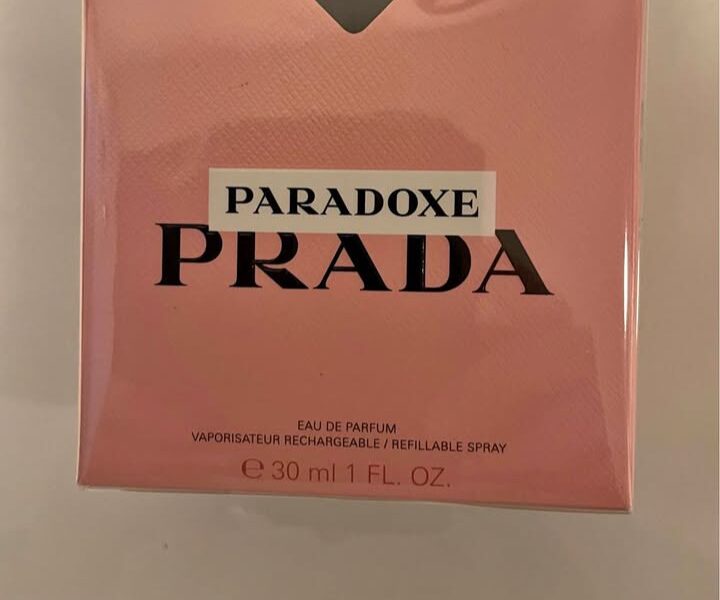 PARADOXE
PRADA
EAU DE PARFUM
VAPORISATEUR RECHARGEABLE / REFILLABLE SPRAY
℮ 30 ml 1 FL. OZ.